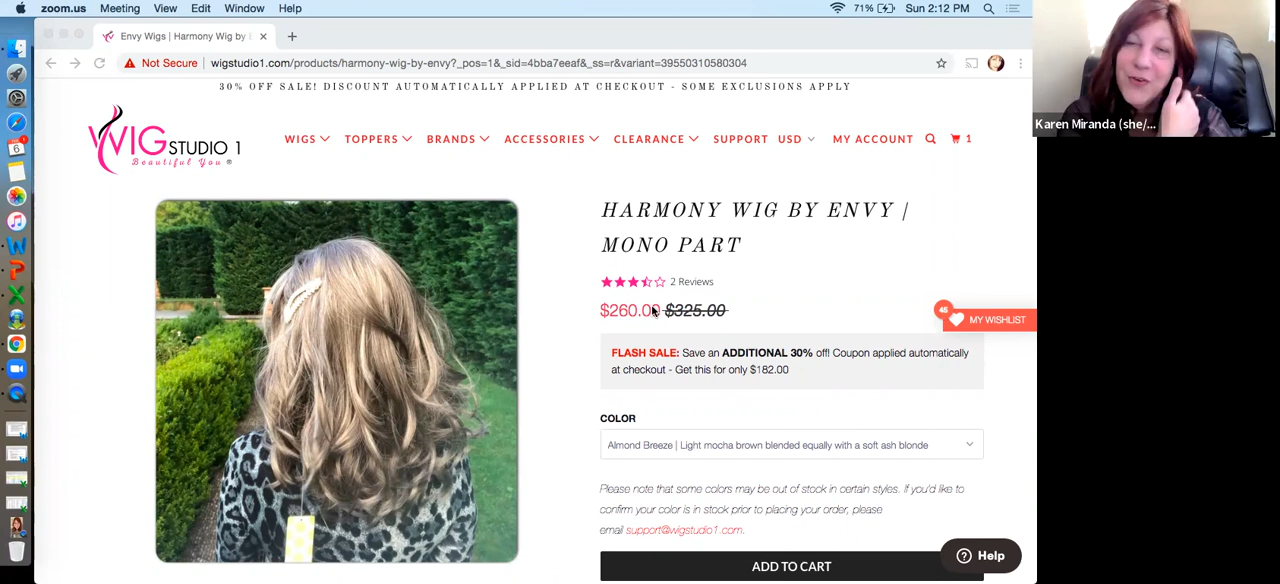 zoom.us Meeting View Edit Window Help 71% Sun 2:12 PM
Envy Wigs | Harmony Wig by
Not Secure wigstudio1.com/products/harmony-wig-by-envy?_pos=1&_sid=4bba7eeaf&_ss=r&variant=39550310580304
30% OFF SALE! DISCOUNT AUTOMATICALLY APPLIED AT CHECKOUT - SOME EXCLUSIONS APPLY
WIGSTUDIO 1
Beautiful You ®
WIGS TOPPERS BRANDS ACCESSORIES CLEARANCE SUPPORT USD MY ACCOUNT 1
HARMONY WIG BY ENVY |
MONO PART
2 Reviews
$260.00 $325.00
45 MY WISHLIST
FLASH SALE: Save an ADDITIONAL 30% off! Coupon applied automatically
at checkout - Get this for only $182.00
COLOR
Almond Breeze | Light mocha brown blended equally with a soft ash blonde
Please note that some colors may be out of stock in certain styles. If you'd like to
confirm your color is in stock prior to placing your order, please
email support@wigstudio1.com.
ADD TO CART
Help
Karen Miranda (she/...
6